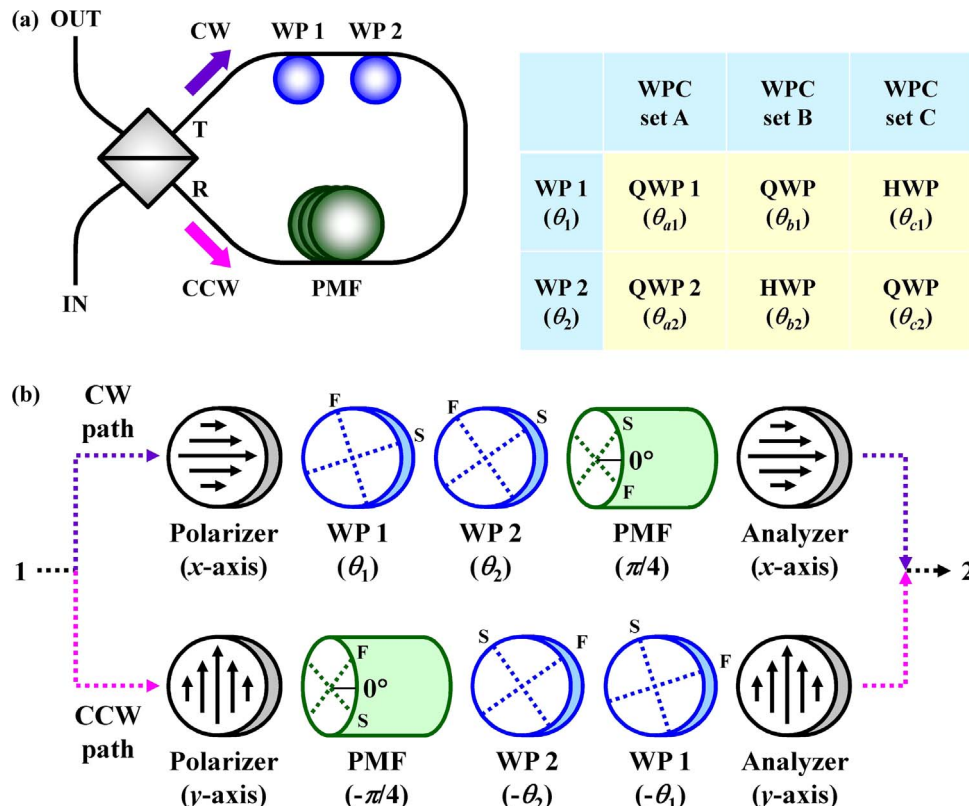 (a)
OUT
CW
WP 1
WP 2
T
R
CCW
PMF
IN
WPC set A
WPC set B
WPC set C
WP 1 (θ1)
QWP 1 (θa1)
QWP (θb1)
HWP (θc1)
WP 2 (θ2)
QWP 2 (θa2)
HWP (θb2)
QWP (θc2)
(b)
CW path
F
S
F
S
S
0°
F
Polarizer (x-axis)
WP 1 (θ1)
WP 2 (θ2)
PMF (π/4)
Analyzer (x-axis)
1
2
F
0°
S
S
F
S
F
CCW path
Polarizer (y-axis)
PMF (-π/4)
WP 2 (-θ2)
WP 1 (-θ1)
Analyzer (y-axis)